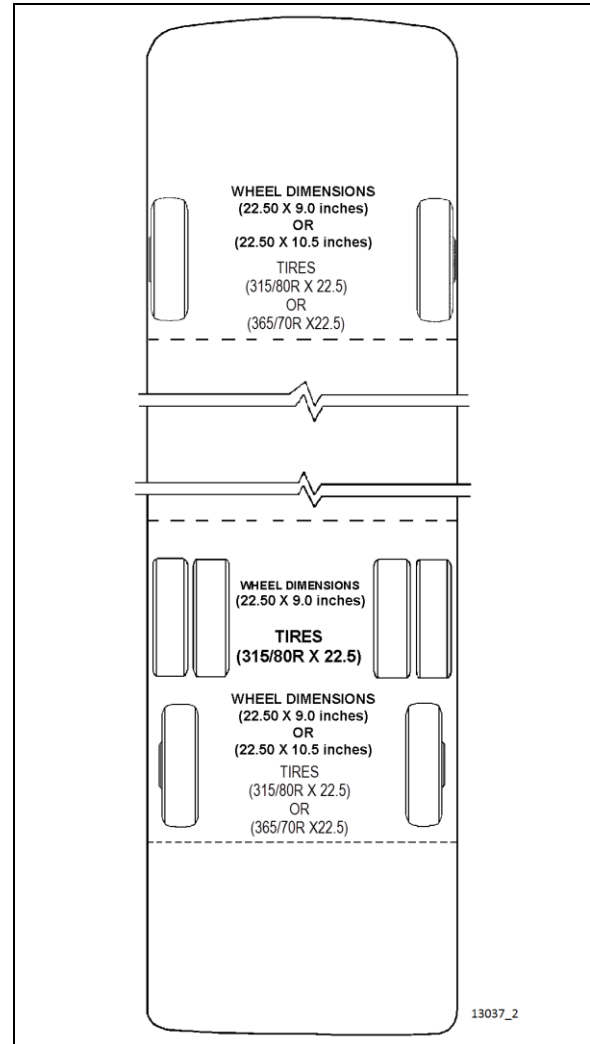 WHEEL DIMENSIONS
(22.50 X 9.0 inches)
OR
(22.50 X 10.5 inches)
TIRES
(315/80R X 22.5)
OR
(365/70R X22.5)
WHEEL DIMENSIONS
(22.50 X 9.0 inches)
TIRES
(315/80R X 22.5)
WHEEL DIMENSIONS
(22.50 X 9.0 inches)
OR
(22.50 X 10.5 inches)
TIRES
(315/80R X 22.5)
OR
(365/70R X22.5)
13037_2